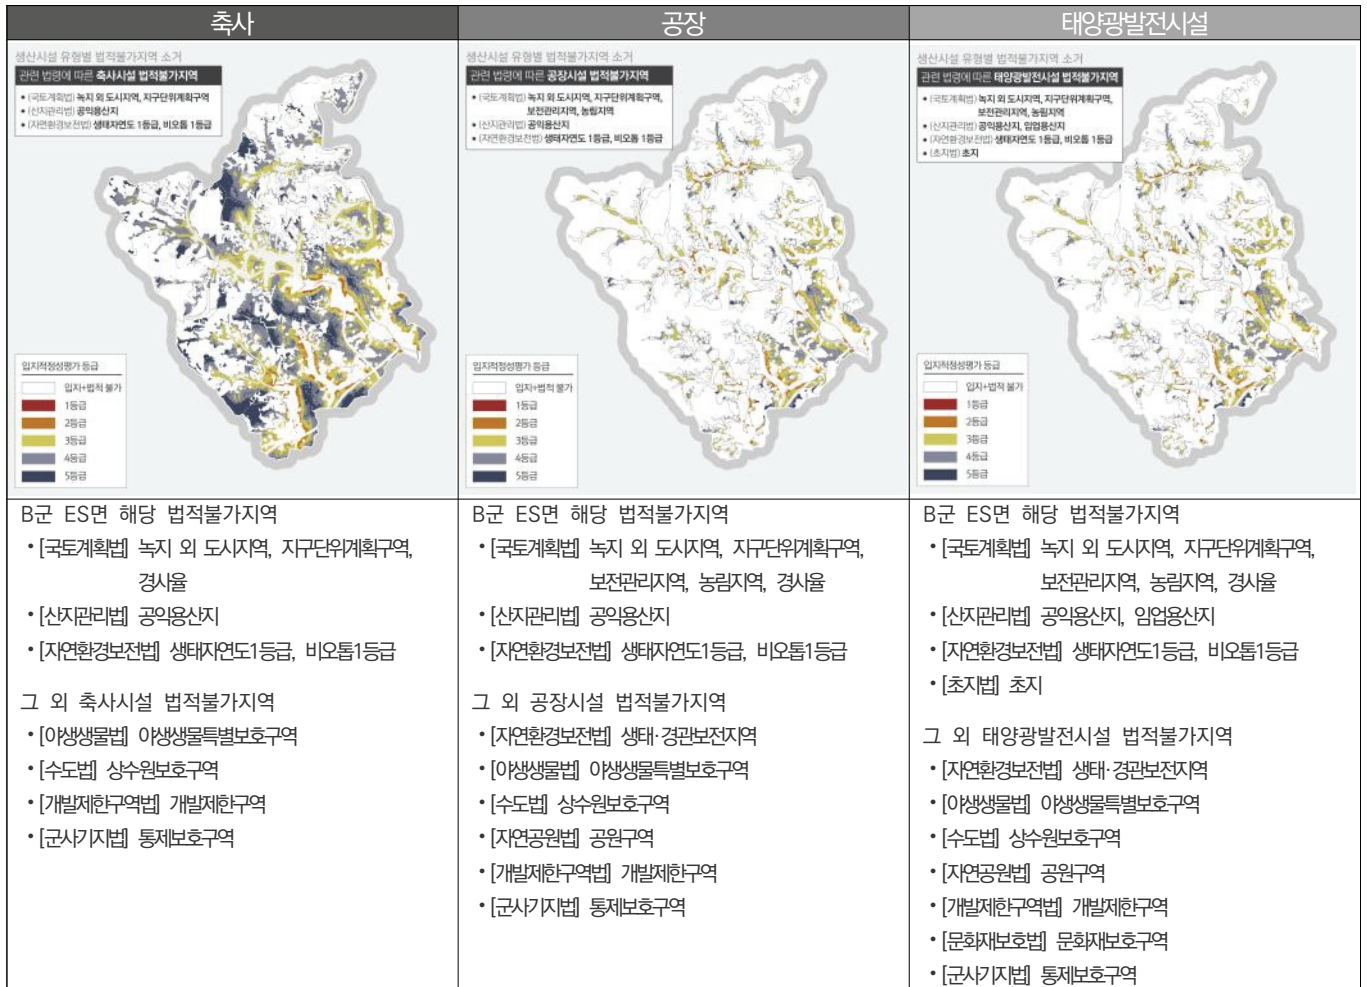 축사
생산시설 유형별 법적불가지역 소거
관련 법령에 따른 축사시설 법적불가지역
• (국토계획법) 녹지 외 도시지역, 지구단위계획구역
• (산지관리법) 공익용산지
• (자연환경보전법) 생태자연도 1등급, 비오톱 1등급
입지적정성평가 등급
입지+법적 불가
1등급
2등급
3등급
4등급
5등급
B군 ES면 해당 법적불가지역
• [국토계획법] 녹지 외 도시지역, 지구단위계획구역,
경사율
• [산지관리법] 공익용산지
• [자연환경보전법] 생태자연도1등급, 비오톱1등급
그 외 축사시설 법적불가지역
• [야생생물법] 야생생물특별보호구역
• [수도법] 상수원보호구역
• [개발제한구역법] 개발제한구역
• [군사기지법] 통제보호구역
공장
생산시설 유형별 법적불가지역 소거
관련 법령에 따른 공장시설 법적불가지역
• (국토계획법) 녹지 외 도시지역, 지구단위계획구역,
보전관리지역, 농림지역
• (산지관리법) 공익용산지
• (자연환경보전법) 생태자연도 1등급, 비오톱 1등급
입지적정성평가 등급
입지+법적 불가
1등급
2등급
3등급
4등급
5등급
B군 ES면 해당 법적불가지역
• [국토계획법] 녹지 외 도시지역, 지구단위계획구역,
보전관리지역, 농림지역, 경사율
• [산지관리법] 공익용산지
• [자연환경보전법] 생태자연도1등급, 비오톱1등급
그 외 공장시설 법적불가지역
• [자연환경보전법] 생태·경관보전지역
• [야생생물법] 야생생물특별보호구역
• [수도법] 상수원보호구역
• [자연공원법] 공원구역
• [개발제한구역법] 개발제한구역
• [군사기지법] 통제보호구역
태양광발전시설
생산시설 유형별 법적불가지역 소거
관련 법령에 따른 태양광발전시설 법적불가지역
• (국토계획법) 녹지 외 도시지역, 지구단위계획구역,
보전관리지역, 농림지역
• (산지관리법) 공익용산지, 임업용산지
• (자연환경보전법) 생태자연도 1등급, 비오톱 1등급
• (초지법) 초지
입지적정성평가 등급
입지+법적 불가
1등급
2등급
3등급
4등급
5등급
B군 ES면 해당 법적불가지역
• [국토계획법] 녹지 외 도시지역, 지구단위계획구역,
보전관리지역, 농림지역, 경사율
• [산지관리법] 공익용산지, 임업용산지
• [자연환경보전법] 생태자연도1등급, 비오톱1등급
• [초지법] 초지
그 외 태양광발전시설 법적불가지역
• [자연환경보전법] 생태·경관보전지역
• [야생생물법] 야생생물특별보호구역
• [수도법] 상수원보호구역
• [자연공원법] 공원구역
• [개발제한구역법] 개발제한구역
• [문화재보호법] 문화재보호구역
• [군사기지법] 통제보호구역